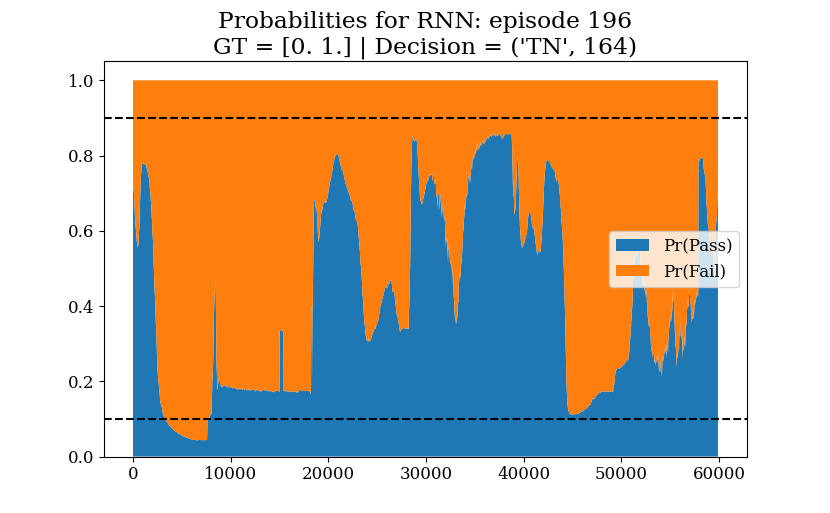 Probabilities for RNN: episode 196
GT = [0. 1.] | Decision = ('TN', 164)
1.0
0.8
0.6
0.4
0.2
0.0
Pr(Pass)
Pr(Fail)
0 10000 20000 30000 40000 50000 60000